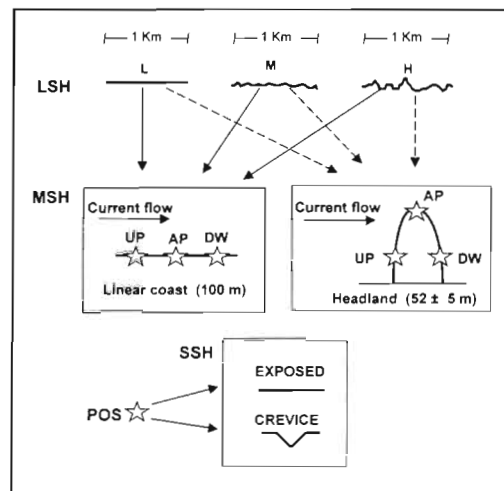 1 Km 1 Km 1 Km
L M H
LSH
MSH
AP
Current flow Current flow
UP AP DW
UP DW
Linear coast (100 m)
Headland (52 ± 5 m)
SSH
EXPOSED
POS
CREVICE